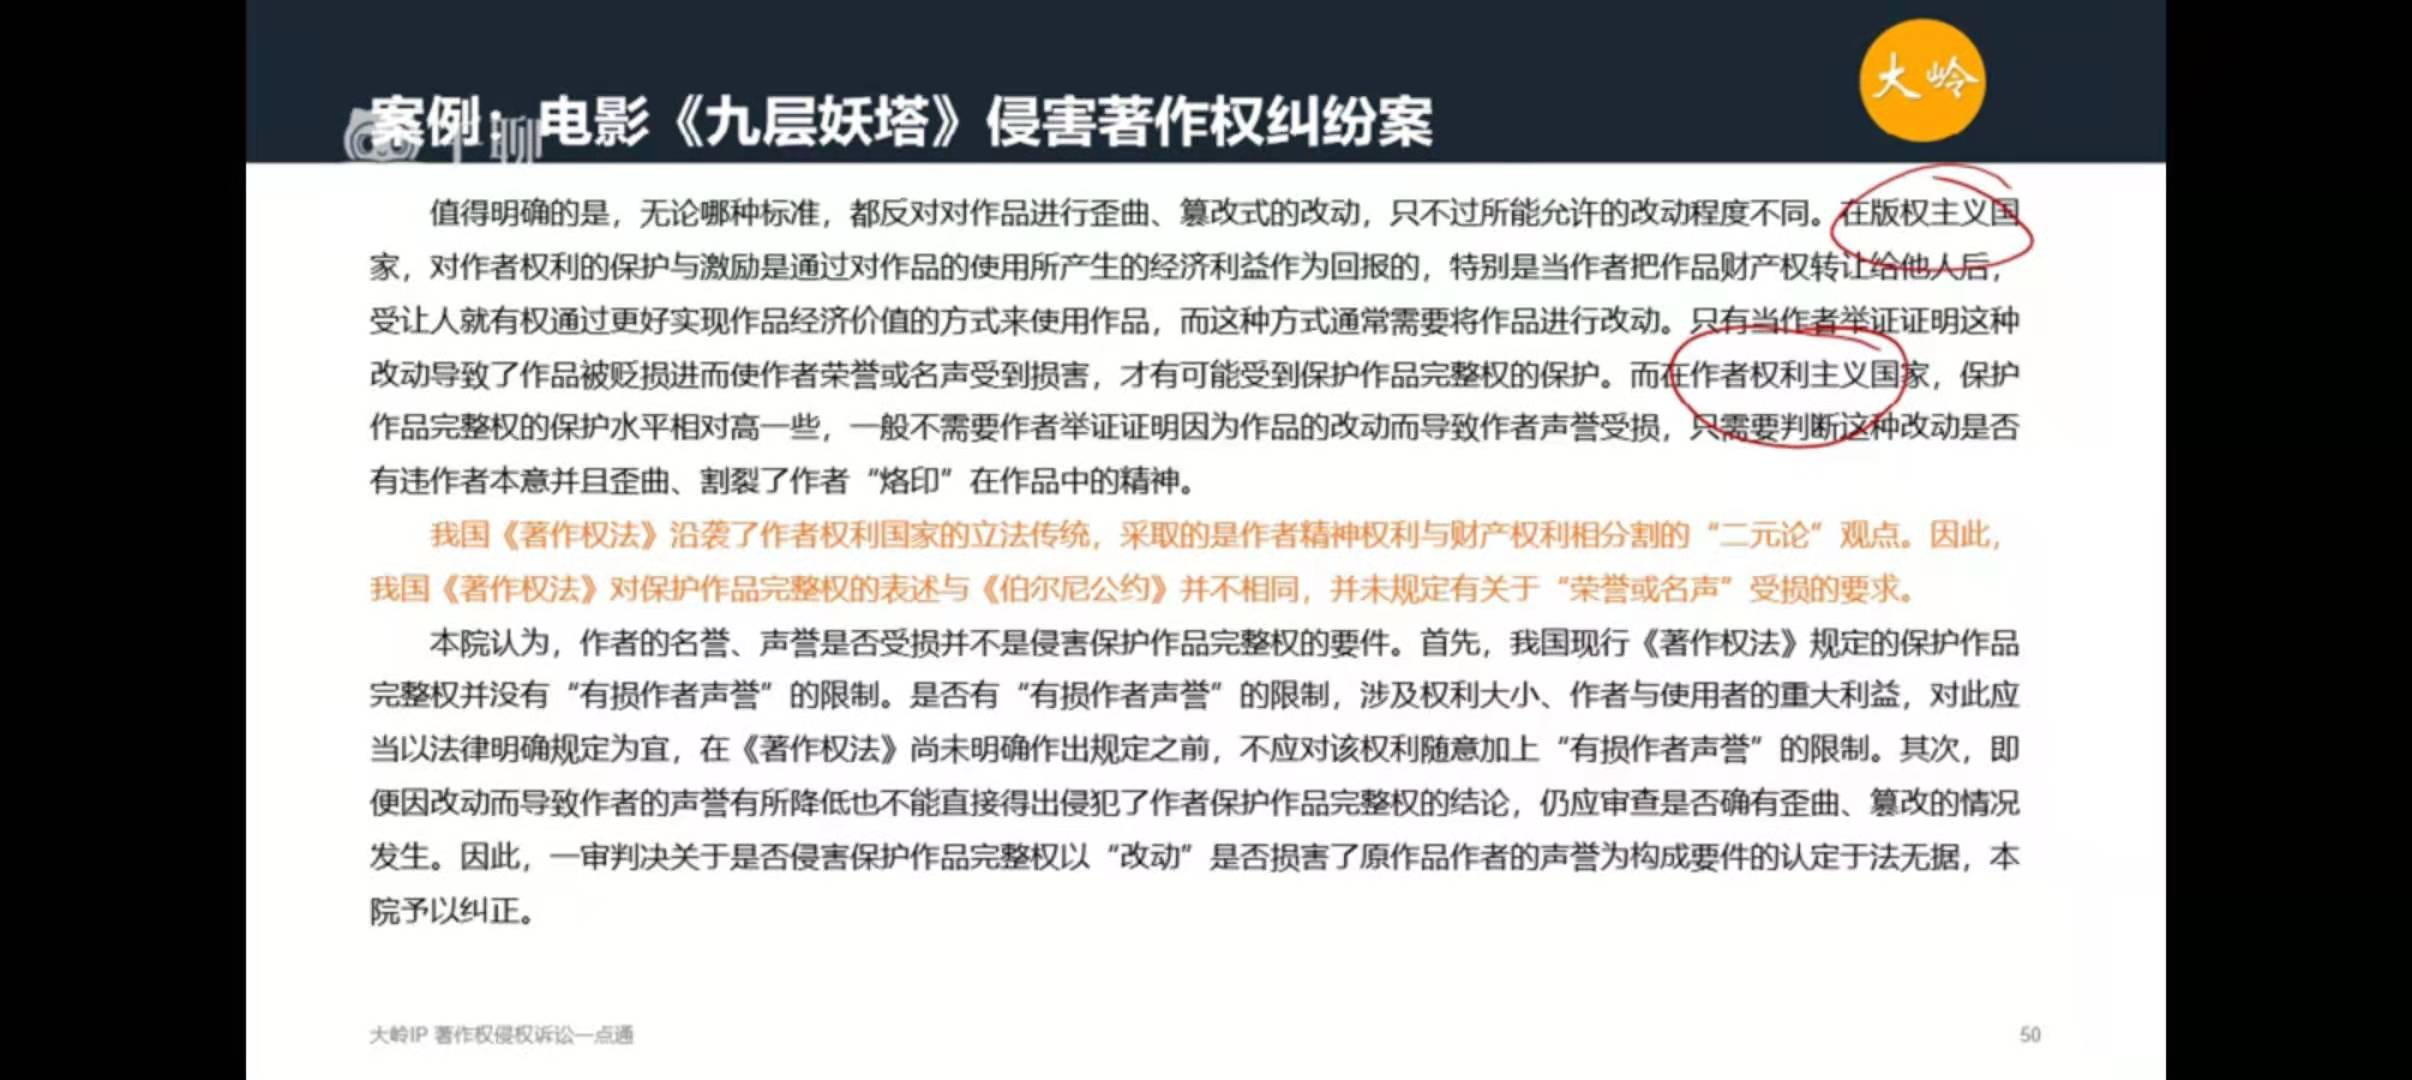 大岭
案例：电影《九层妖塔》侵害著作权纠纷案
值得明确的是，无论哪种标准，都反对对作品进行歪曲、篡改式的改动，只不过所能允许的改动程度不同。在版权主义国
家，对作者权利的保护与激励是通过对作品的使用所产生的经济利益作为回报的，特别是当作者把作品财产权转让给他人后，
受让人就有权通过更好实现作品经济价值的方式来使用作品，而这种方式通常需要将作品进行改动。只有当作者举证证明这种
改动导致了作品被贬损进而使作者荣誉或名声受到损害，才有可能受到保护作品完整权的保护。而在作者权利主义国家，保护
作品完整权的保护水平相对高一些，一般不需要作者举证证明因为作品的改动而导致作者声誉受损，只需要判断这种改动是否
有违作者本意并且歪曲、割裂了作者“烙印”在作品中的精神。
我国《著作权法》沿袭了作者权利国家的立法传统，采取的是作者精神权利与财产权利相分割的“二元论”观点。因此，
我国《著作权法》对保护作品完整权的表述与《伯尔尼公约》并不相同，并未规定有关于“荣誉或名声”受损的要求。
本院认为，作者的名誉、声誉是否受损并不是侵害保护作品完整权的要件。首先，我国现行《著作权法》规定的保护作品
完整权并没有“有损作者声誉”的限制。是否有“有损作者声誉”的限制，涉及权利大小、作者与使用者的重大利益，对此应
当以法律明确规定为宜，在《著作权法》尚未明确作出规定之前，不应对该权利随意加上“有损作者声誉”的限制。其次，即
便因改动而导致作者的声誉有所降低也不能直接得出侵犯了作者保护作品完整权的结论，仍应审查是否确有歪曲、篡改的情况
发生。因此，一审判决关于是否侵害保护作品完整权以“改动”是否损害了原作品作者的声誉为构成要件的认定于法无据，本
院予以纠正。
大岭IP 著作权侵权诉讼一点通
50